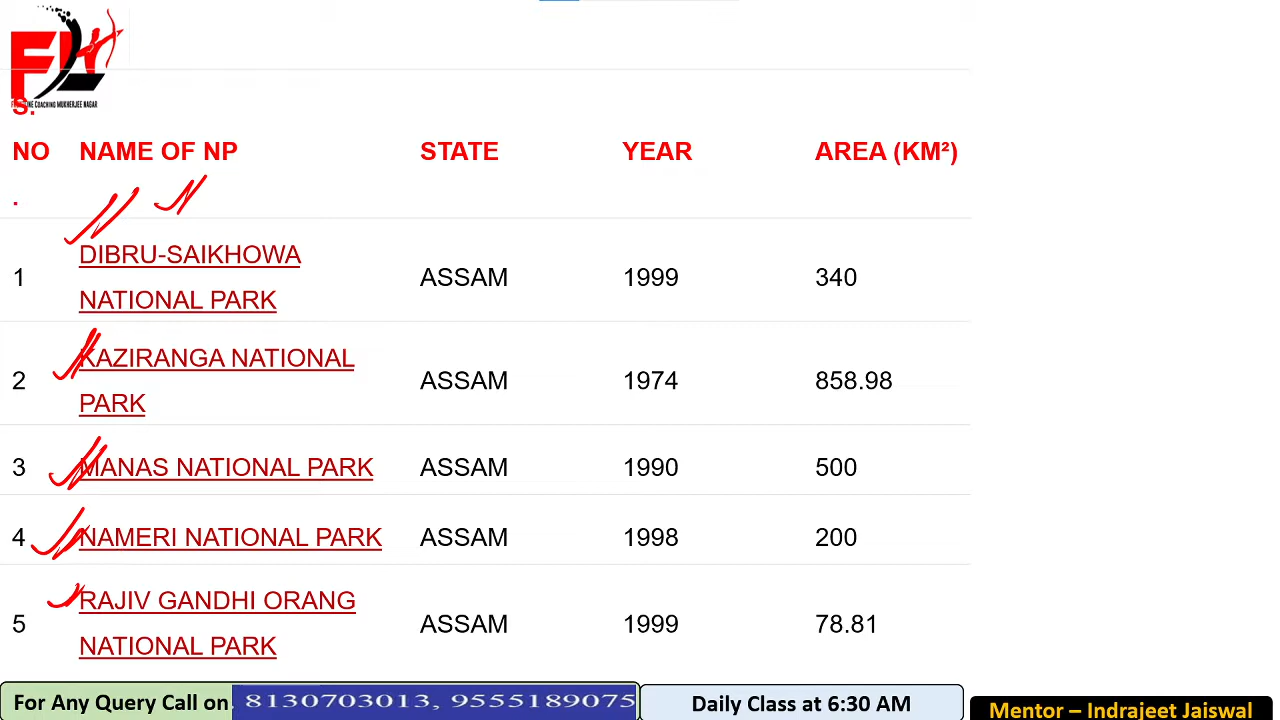 FH
S.
NO NAME OF NP STATE YEAR AREA (KM²)
.
DIBRU-SAIKHOWA
1 ASSAM 1999 340
NATIONAL PARK
KAZIRANGA NATIONAL
2 ASSAM 1974 858.98
PARK
3 MANAS NATIONAL PARK ASSAM 1990 500
4 NAMERI NATIONAL PARK ASSAM 1998 200
RAJIV GANDHI ORANG
5 ASSAM 1999 78.81
NATIONAL PARK
For Any Query Call on 8130703013, 9555189075 Daily Class at 6:30 AM
Mentor – Indrajeet Jaiswal